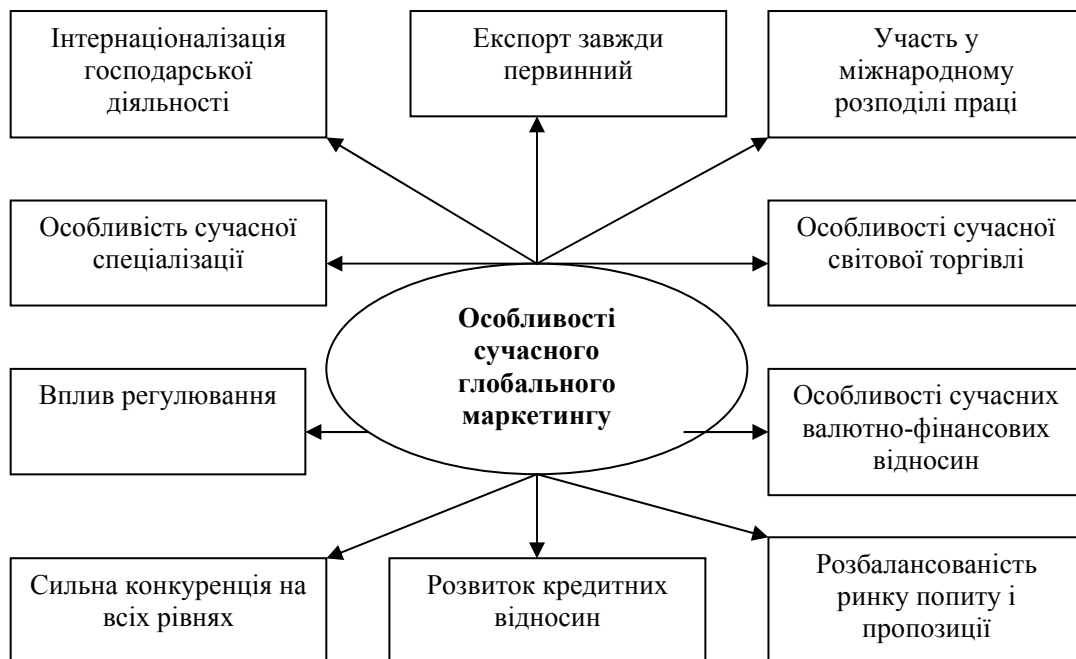 Інтернаціоналізація
господарської
діяльності
Експорт завжди
первинний
Участь у
міжнародному
розподілі праці
Особливість сучасної
спеціалізації
Особливості сучасної
світової торгівлі
Особливості
сучасного
глобального
маркетингу
Вплив регулювання
Особливості сучасних
валютно-фінансових
відносин
Сильна конкуренція на
всіх рівнях
Розвиток кредитних
відносин
Розбалансованість
ринку попиту і
пропозиції